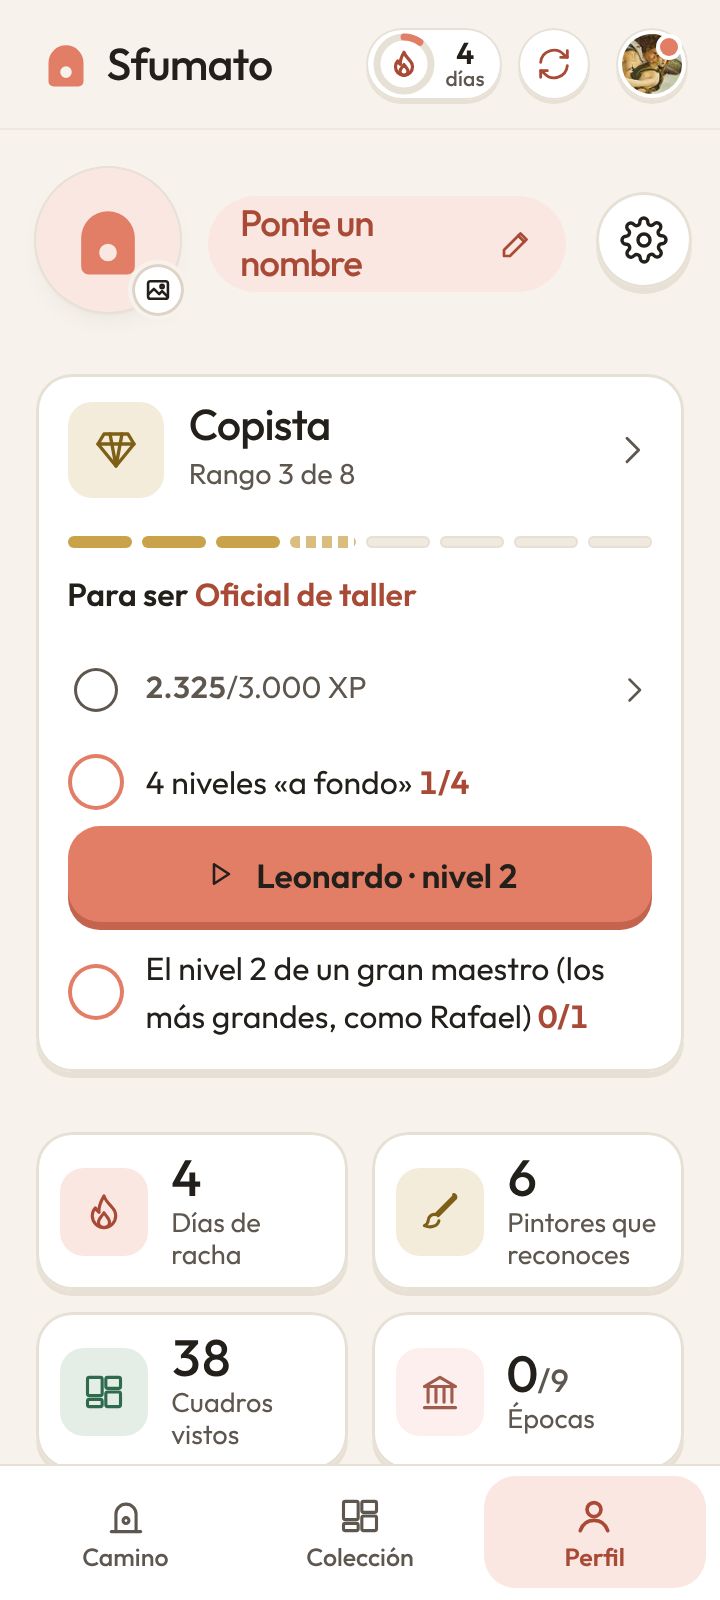 Sfumato
4
días
Ponte un
nombre
Copista
Rango 3 de 8
Para ser Oficial de taller
2.325/3.000 XP
4 niveles «a fondo» 1/4
Leonardo · nivel 2
El nivel 2 de un gran maestro (los
más grandes, como Rafael) 0/1
4
Días de
racha
6
Pintores que
reconoces
38
Cuadros
vistos
0/9
Épocas
Camino
Colección
Perfil